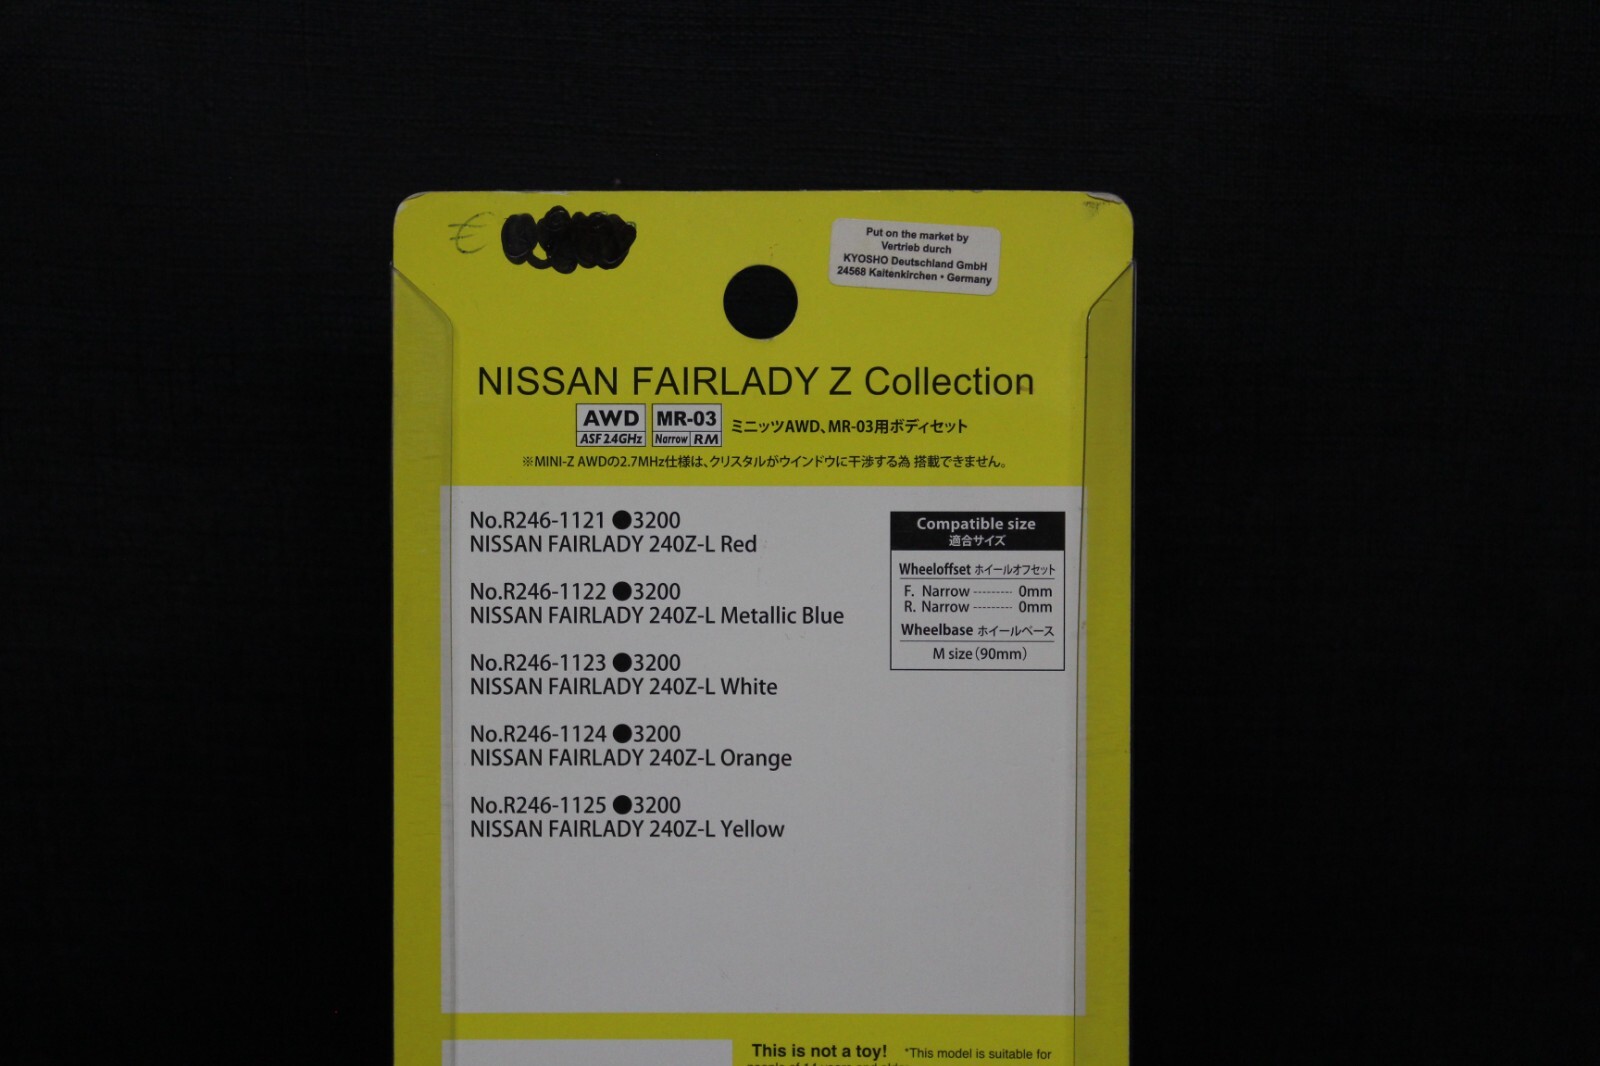 €
Put on the market by
Vertrieb durch
KYOSHO Deutschland GmbH
24568 Kaltenkirchen • Germany
NISSAN FAIRLADY Z Collection
AWD MR-03 ミニッツAWD、MR-03用ボディセット
ASF 2.4GHz Narrow RM
※MINI-Z AWDの2.7MHz仕様は、クリスタルがウインドウに干渉する為 搭載できません。
No.R246-1121 ●3200
NISSAN FAIRLADY 240Z-L Red
No.R246-1122 ●3200
NISSAN FAIRLADY 240Z-L Metallic Blue
No.R246-1123 ●3200
NISSAN FAIRLADY 240Z-L White
No.R246-1124 ●3200
NISSAN FAIRLADY 240Z-L Orange
No.R246-1125 ●3200
NISSAN FAIRLADY 240Z-L Yellow
Compatible size
適合サイズ
Wheeloffset ホイールオフセット
F. Narrow --------- 0mm
R. Narrow --------- 0mm
Wheelbase ホイールベース
M size(90mm)
This is not a toy! *This model is suitable for